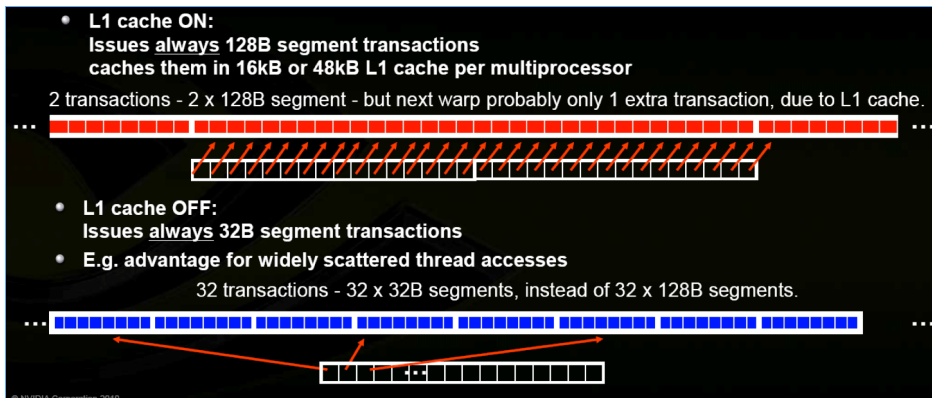 L1 cache ON:
Issues always 128B segment transactions
caches them in 16kB or 48kB L1 cache per multiprocessor
2 transactions - 2 x 128B segment - but next warp probably only 1 extra transaction, due to L1 cache.
... ...
L1 cache OFF:
Issues always 32B segment transactions
E.g. advantage for widely scattered thread accesses
32 transactions - 32 x 32B segments, instead of 32 x 128B segments.
... ...
...
© NVIDIA Corporation 2010